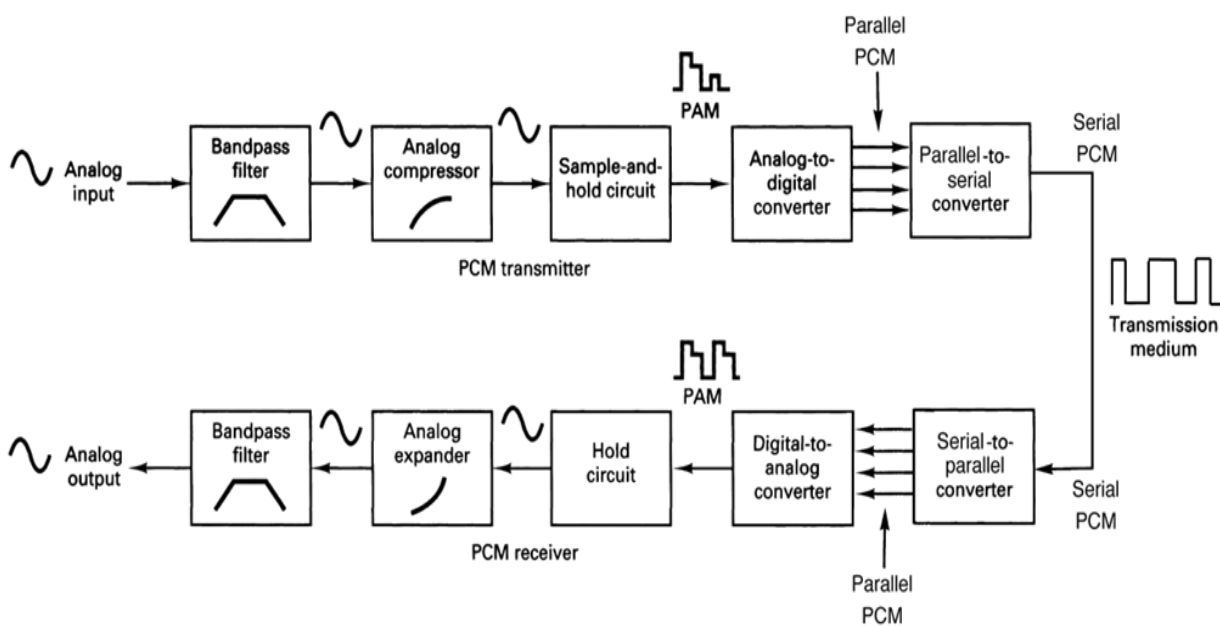 Parallel
PCM
PAM
Serial
PCM
Analog
input
Bandpass
filter
Analog
compressor
Sample-and-
hold circuit
Analog-to-
digital
converter
Parallel-to-
serial
converter
PCM transmitter
Transmission
medium
PAM
Analog
output
Bandpass
filter
Analog
expander
Hold
circuit
Digital-to-
analog
converter
Serial-to-
parallel
converter
Serial
PCM
PCM receiver
Parallel
PCM